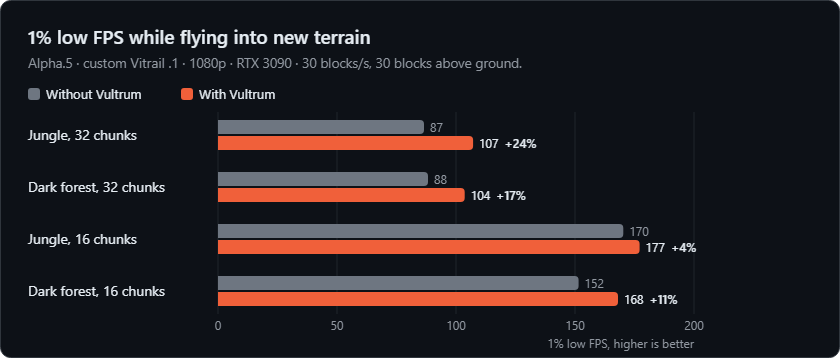 1% low FPS while flying into new terrain
Alpha.5 · custom Vitrail .1 · 1080p · RTX 3090 · 30 blocks/s, 30 blocks above ground.
Without Vultrum With Vultrum
Jungle, 32 chunks
87
107 +24%
Dark forest, 32 chunks
88
104 +17%
Jungle, 16 chunks
170
177 +4%
Dark forest, 16 chunks
152
168 +11%
0 50 100 150 200
1% low FPS, higher is better